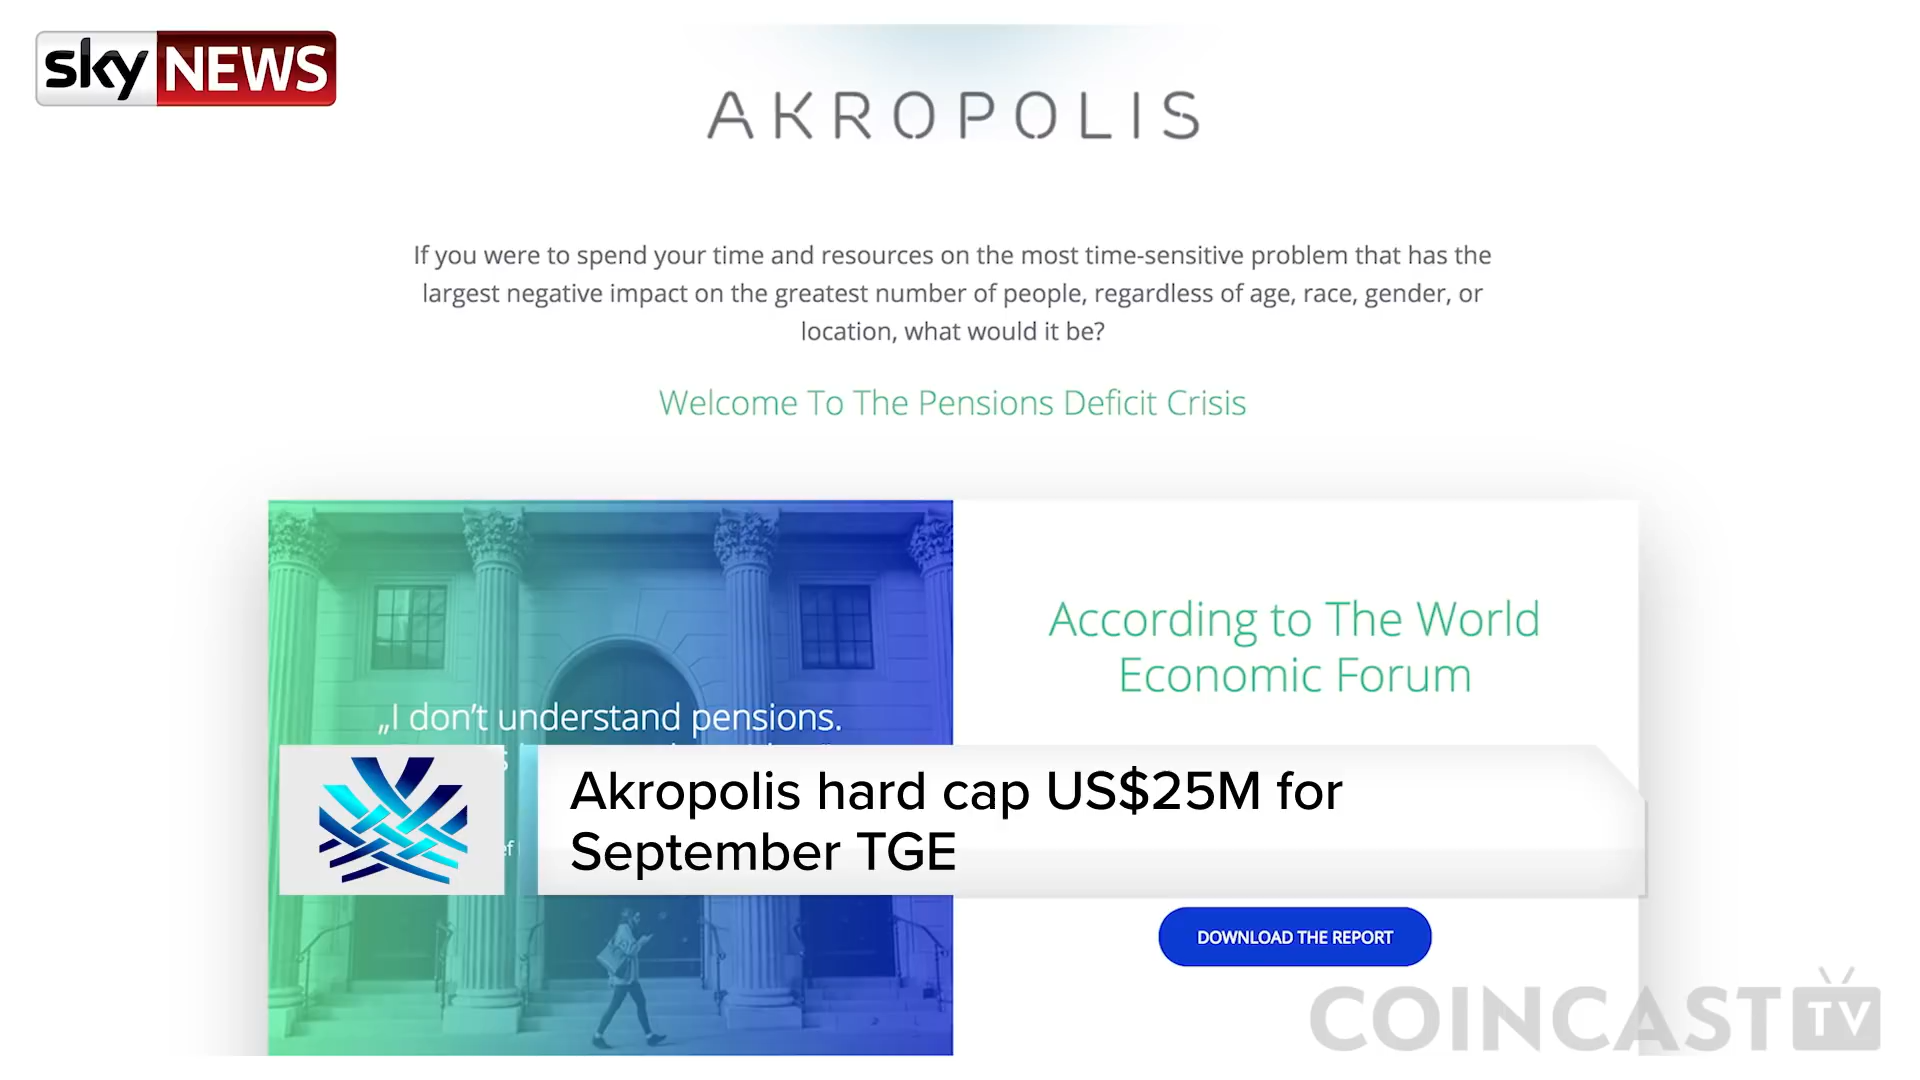 sky NEWS
AKROPOLIS
If you were to spend your time and resources on the most time-sensitive problem that has the
largest negative impact on the greatest number of people, regardless of age, race, gender, or
location, what would it be?
Welcome To The Pensions Deficit Crisis
„I don't understand pensions.
According to The World
Economic Forum
Akropolis hard cap US$25M for
September TGE
DOWNLOAD THE REPORT
COINCAST TV